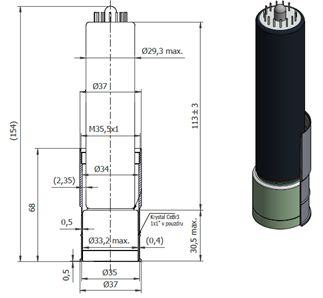 Ø29,3 max.
Ø37
(154)
113±3
M35,5x1
Ø34
(2,35)
68
0,5
Krystal CeBr3
1x1" v pouzdru
Ø33,2 max.
(0,4)
30,5 max.
0,5
Ø35
Ø37